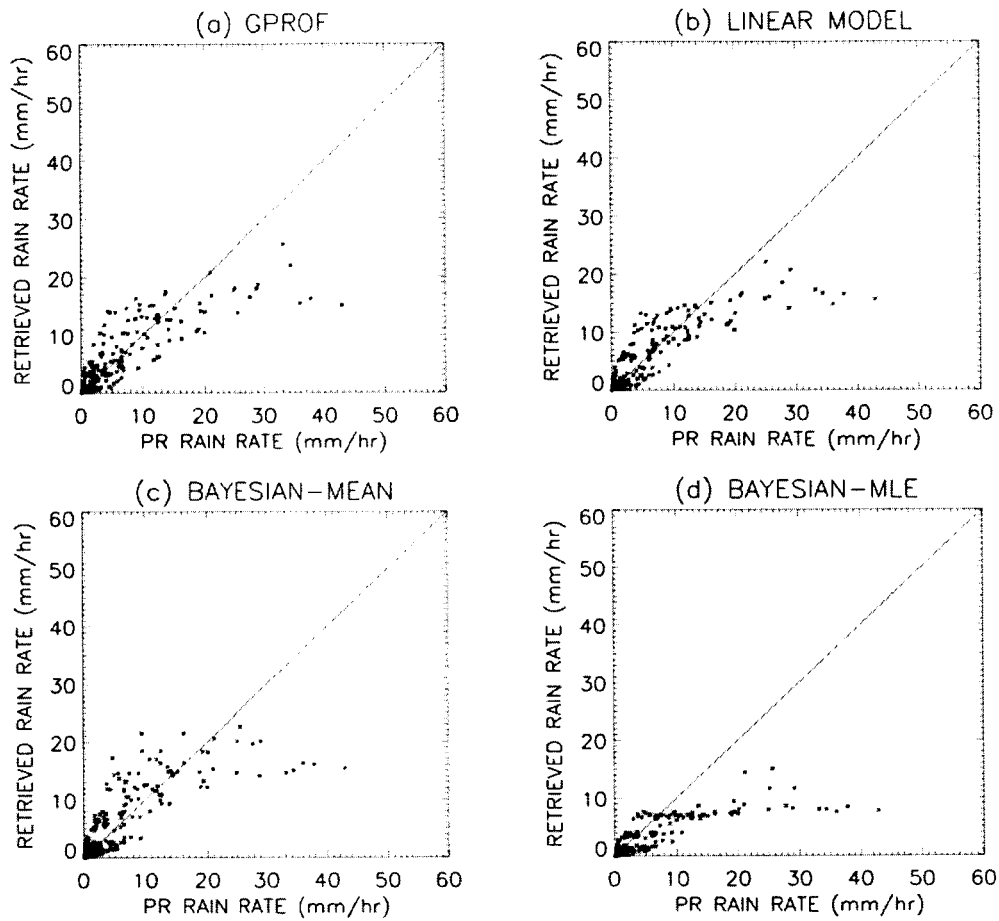 (a) GPROF
RETRIEVED RAIN RATE (mm/hr)
60
50
40
30
20
10
0
0 10 20 30 40 50 60
PR RAIN RATE (mm/hr)
(b) LINEAR MODEL
RETRIEVED RAIN RATE (mm/hr)
60
50
40
30
20
10
0
0 10 20 30 40 50 60
PR RAIN RATE (mm/hr)
(c) BAYESIAN-MEAN
RETRIEVED RAIN RATE (mm/hr)
60
50
40
30
20
10
0
0 10 20 30 40 50 60
PR RAIN RATE (mm/hr)
(d) BAYESIAN-MLE
RETRIEVED RAIN RATE (mm/hr)
60
50
40
30
20
10
0
0 10 20 30 40 50 60
PR RAIN RATE (mm/hr)